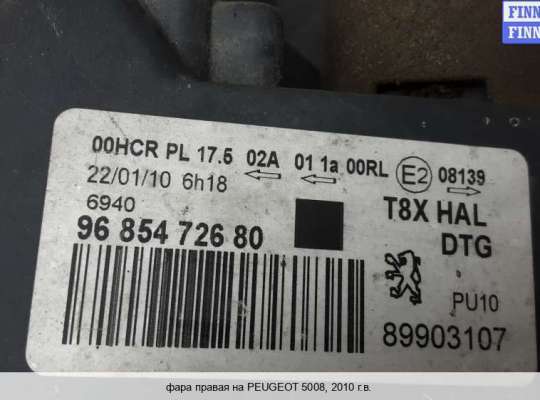 FINN
FINN
00HCR PL 17.5 02A 01 1a 00RL E2 08139
22/01/10 6h18
6940
T8X HAL
96 854 726 80
DTG
PU10
89903107
фара правая на PEUGEOT 5008, 2010 г.в.